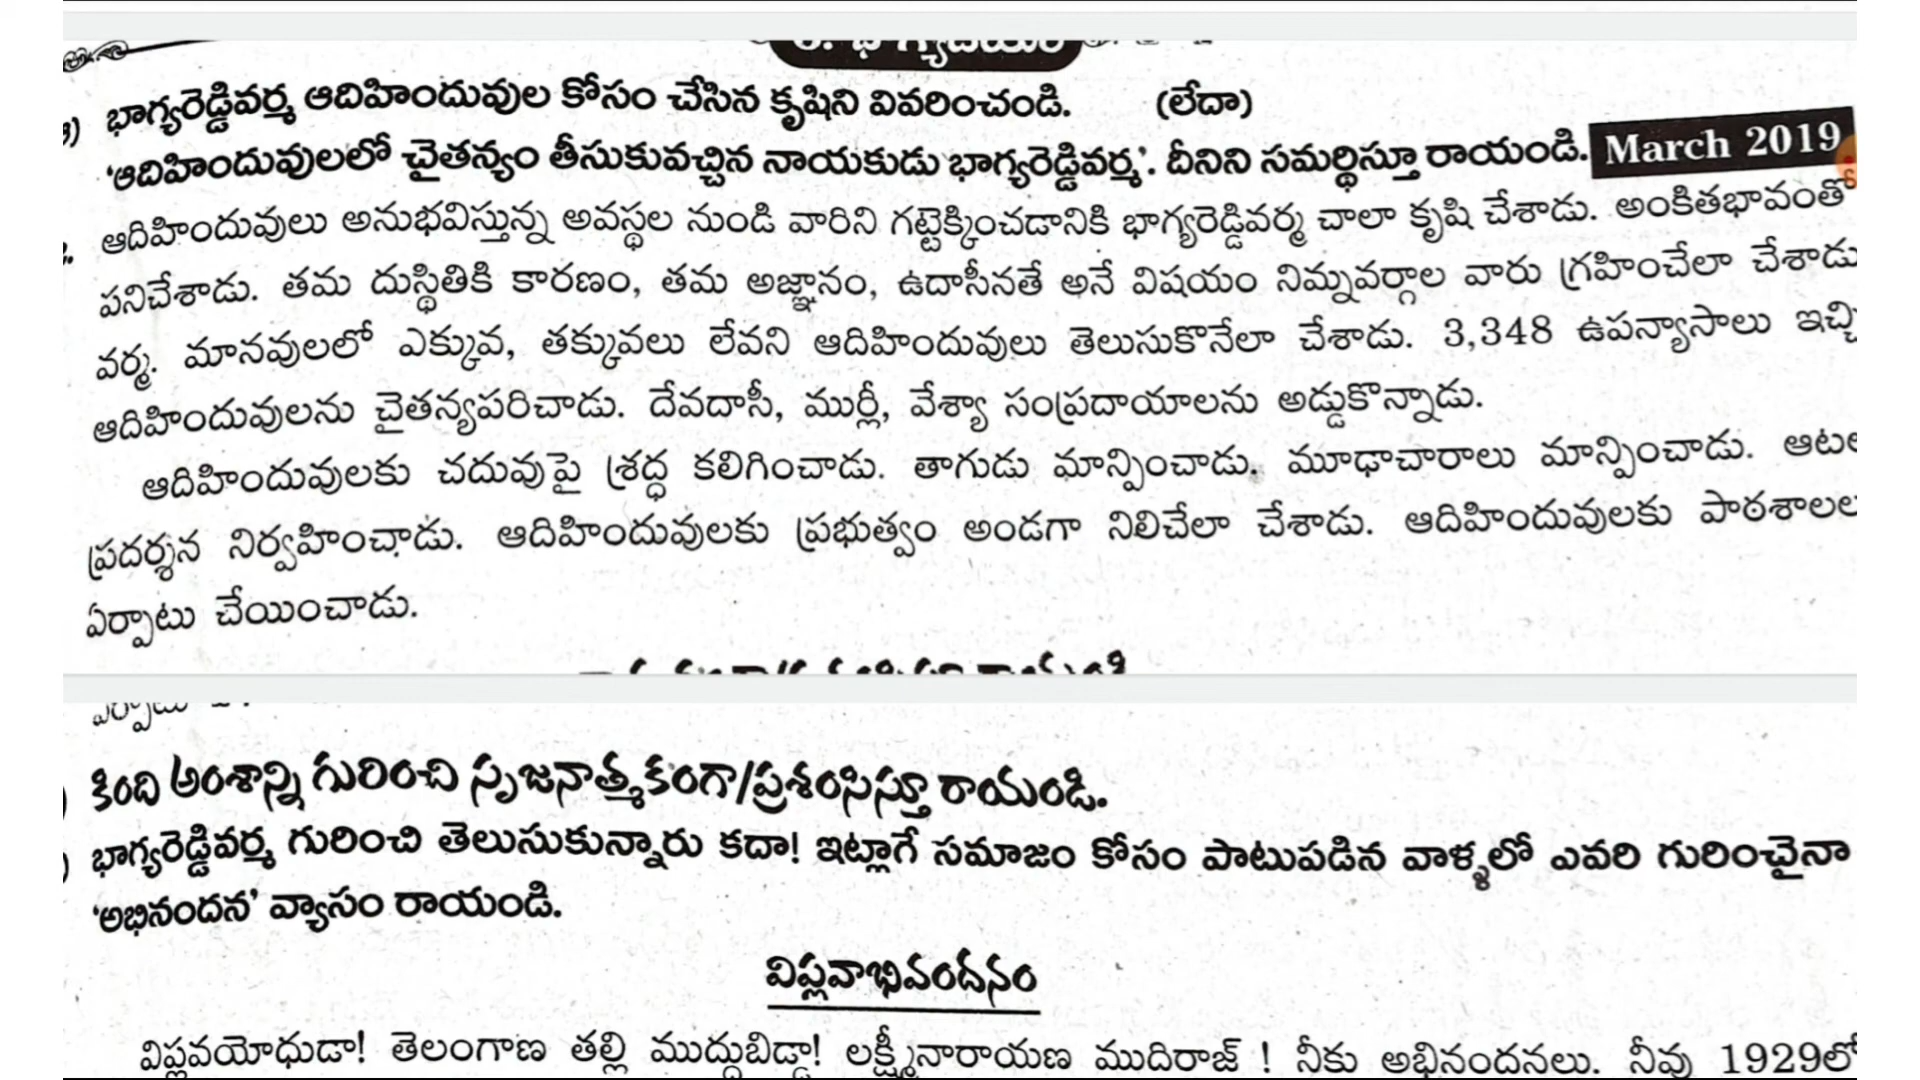 భాగ్యరెడ్డివర్మ ఆదిహిందువుల కోసం చేసిన కృషిని వివరించండి. (లేదా)
'ఆదిహిందువులలో చైతన్యం తీసుకువచ్చిన నాయకుడు భాగ్యరెడ్డివర్మ'. దీనిని సమర్థిస్తూ రాయండి. March 2019
ఆదిహిందువులు అనుభవిస్తున్న అవస్థల నుండి వారిని గట్టెక్కించడానికి భాగ్యరెడ్డివర్మ చాలా కృషి చేశాడు. అంకితభావంతో
పనిచేశాడు. తమ దుస్థితికి కారణం, తమ అజ్ఞానం, ఉదాసీనతే అనే విషయం నిమ్నవర్గాల వారు గ్రహించేలా చేశాడు
వర్మ. మానవులలో ఎక్కువ, తక్కువలు లేవని ఆదిహిందువులు తెలుసుకొనేలా చేశాడు. 3,348 ఉపన్యాసాలు ఇచ్చి
ఆదిహిందువులను చైతన్యపరిచాడు. దేవదాసీ, ముర్లీ, వేశ్యా సంప్రదాయాలను అడ్డుకొన్నాడు.
ఆదిహిందువులకు చదువుపై శ్రద్ధ కలిగించాడు. తాగుడు మాన్పించాడు. మూఢాచారాలు మాన్పించాడు. ఆటల
ప్రదర్శన నిర్వహించాడు. ఆదిహిందువులకు ప్రభుత్వం అండగా నిలిచేలా చేశాడు. ఆదిహిందువులకు పాఠశాలల
ఏర్పాటు చేయించాడు.
కింది అంశాన్ని గురించి సృజనాత్మకంగా/ప్రశంసిస్తూ రాయండి.
భాగ్యరెడ్డివర్మ గురించి తెలుసుకున్నారు కదా! ఇట్లాగే సమాజం కోసం పాటుపడిన వాళ్ళలో ఎవరి గురించైనా
'అభినందన' వ్యాసం రాయండి.
విప్లవాభివందనం
విప్లవయోధుడా! తెలంగాణ తల్లి ముద్దుబిడ్డా! లక్ష్మీనారాయణ ముదిరాజ్ ! నీకు అభినందనలు. నీవు 1929లో